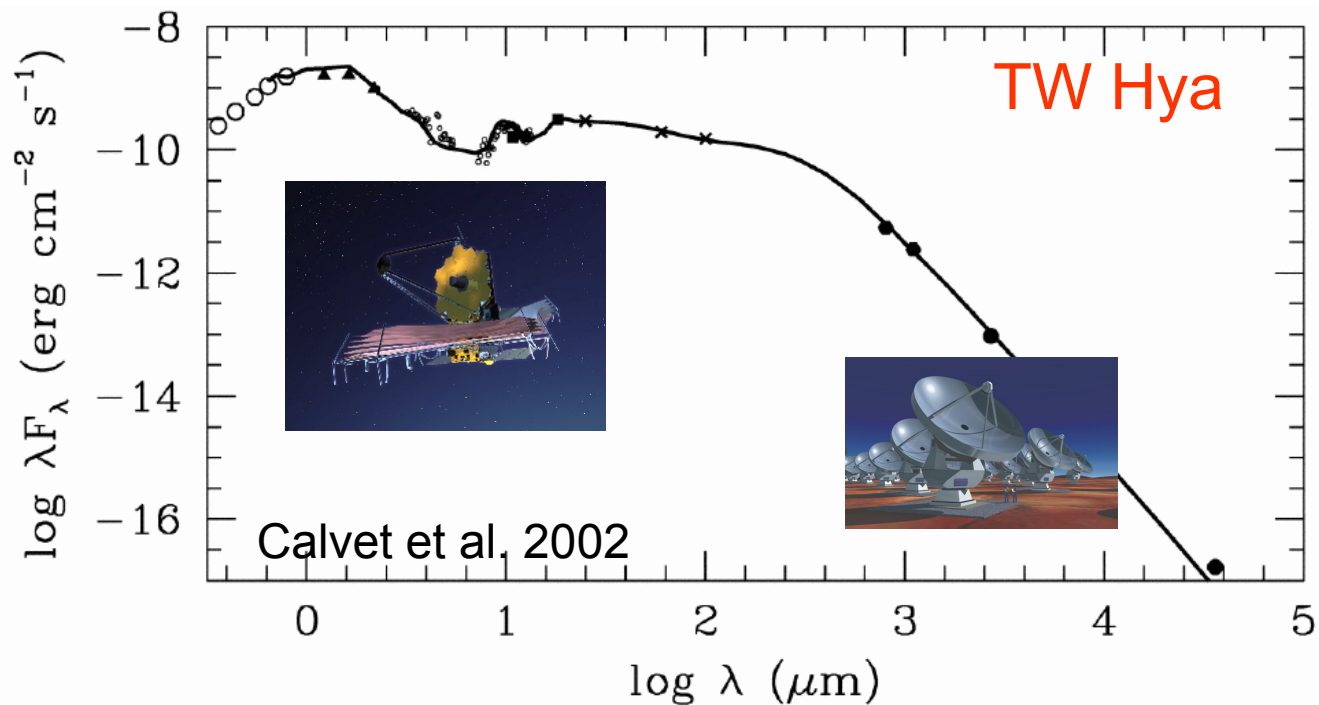 TW Hya
Calvet et al. 2002
log λF_λ (erg cm⁻² s⁻¹)
−8
−10
−12
−14
−16
0 1 2 3 4 5
log λ (μm)